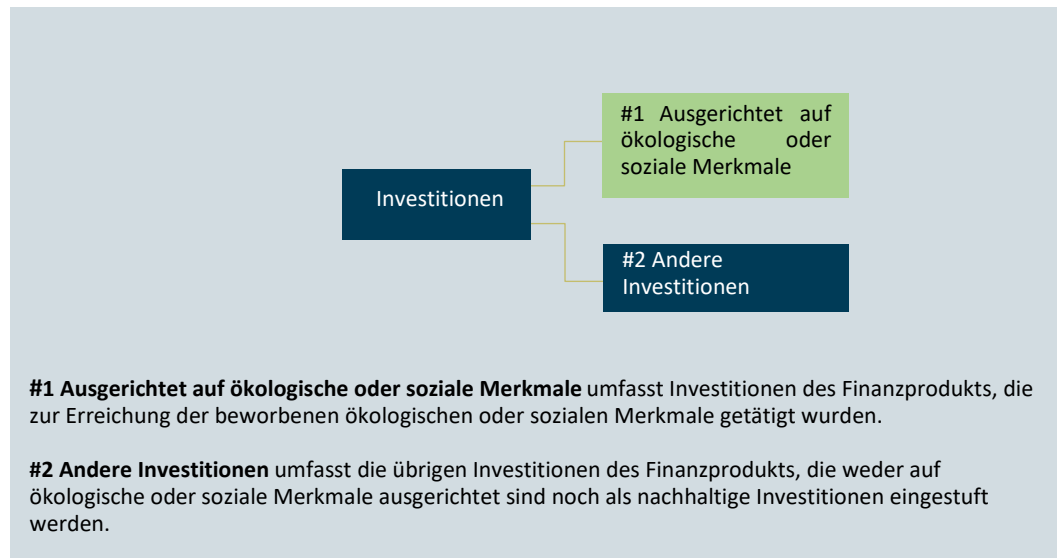 #1 Ausgerichtet auf
ökologische oder
soziale Merkmale
Investitionen
#2 Andere
Investitionen
#1 Ausgerichtet auf ökologische oder soziale Merkmale umfasst Investitionen des Finanzprodukts, die
zur Erreichung der beworbenen ökologischen oder sozialen Merkmale getätigt wurden.
#2 Andere Investitionen umfasst die übrigen Investitionen des Finanzprodukts, die weder auf
ökologische oder soziale Merkmale ausgerichtet sind noch als nachhaltige Investitionen eingestuft
werden.